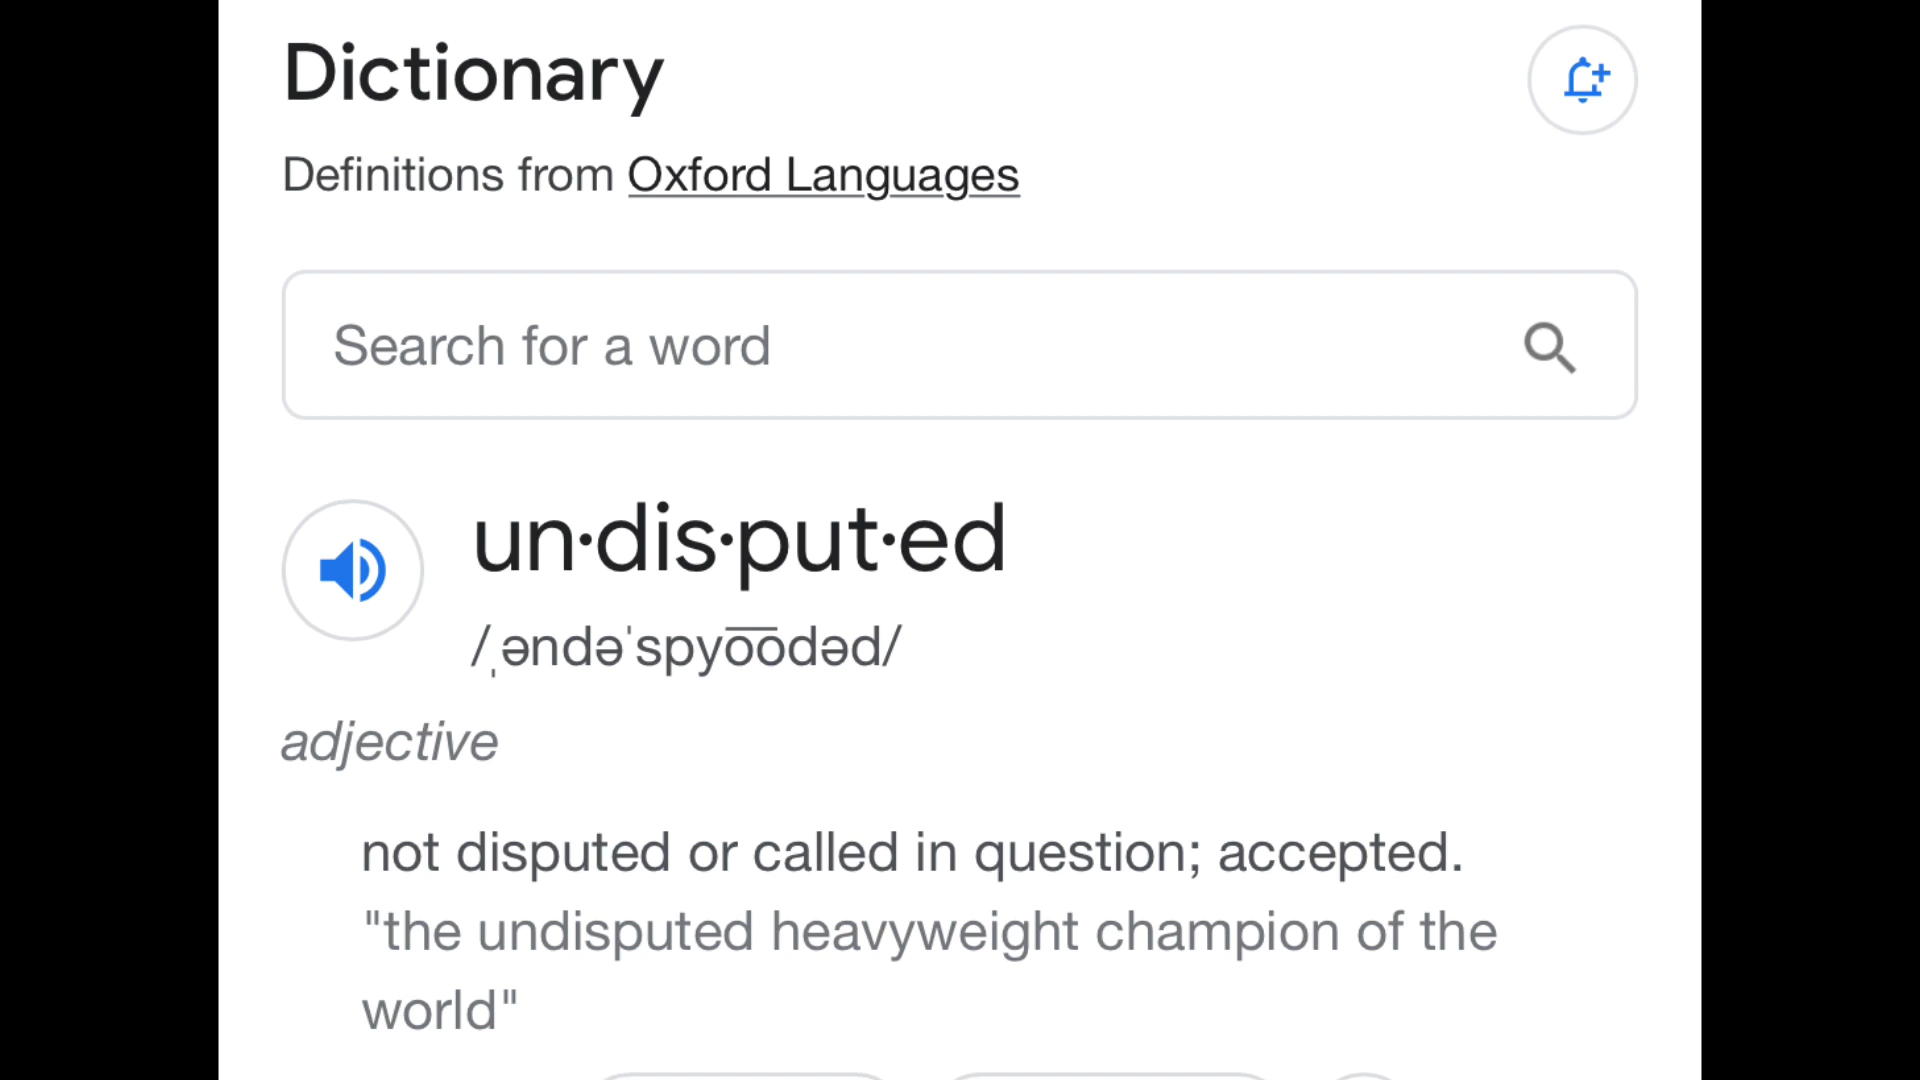 Dictionary
Definitions from Oxford Languages
Search for a word
un·dis·put·ed
/ˌəndəˈspyo͞odəd/
adjective
not disputed or called in question; accepted.
"the undisputed heavyweight champion of the
world"